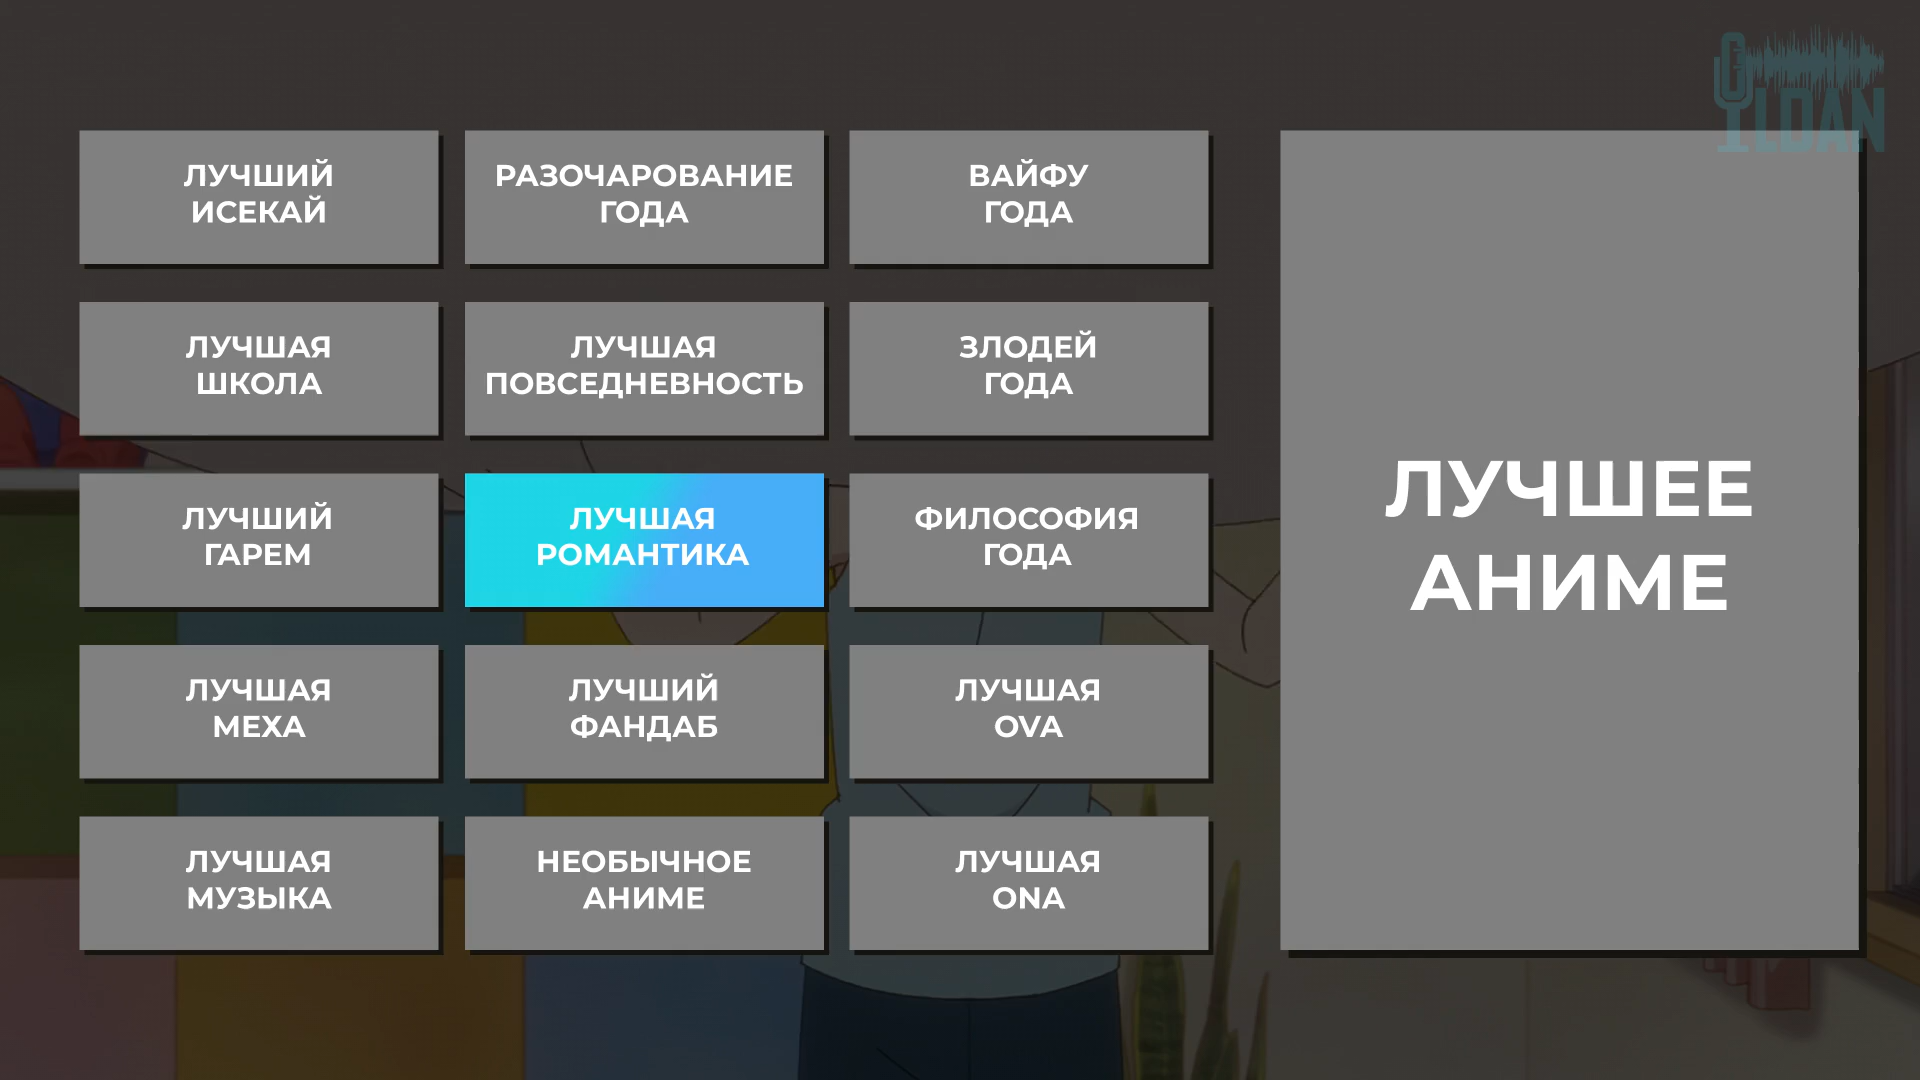 ЛУЧШИЙ
ИСЕКАЙ
РАЗОЧАРОВАНИЕ
ГОДА
ВАЙФУ
ГОДА
ЛУЧШАЯ
ШКОЛА
ЛУЧШАЯ
ПОВСЕДНЕВНОСТЬ
ЗЛОДЕЙ
ГОДА
ЛУЧШИЙ
ГАРЕМ
ЛУЧШАЯ
РОМАНТИКА
ФИЛОСОФИЯ
ГОДА
ЛУЧШАЯ
МЕХА
ЛУЧШИЙ
ФАНДАБ
ЛУЧШАЯ
OVA
ЛУЧШАЯ
МУЗЫКА
НЕОБЫЧНОЕ
АНИМЕ
ЛУЧШАЯ
ONA
ЛУЧШЕЕ
АНИМЕ